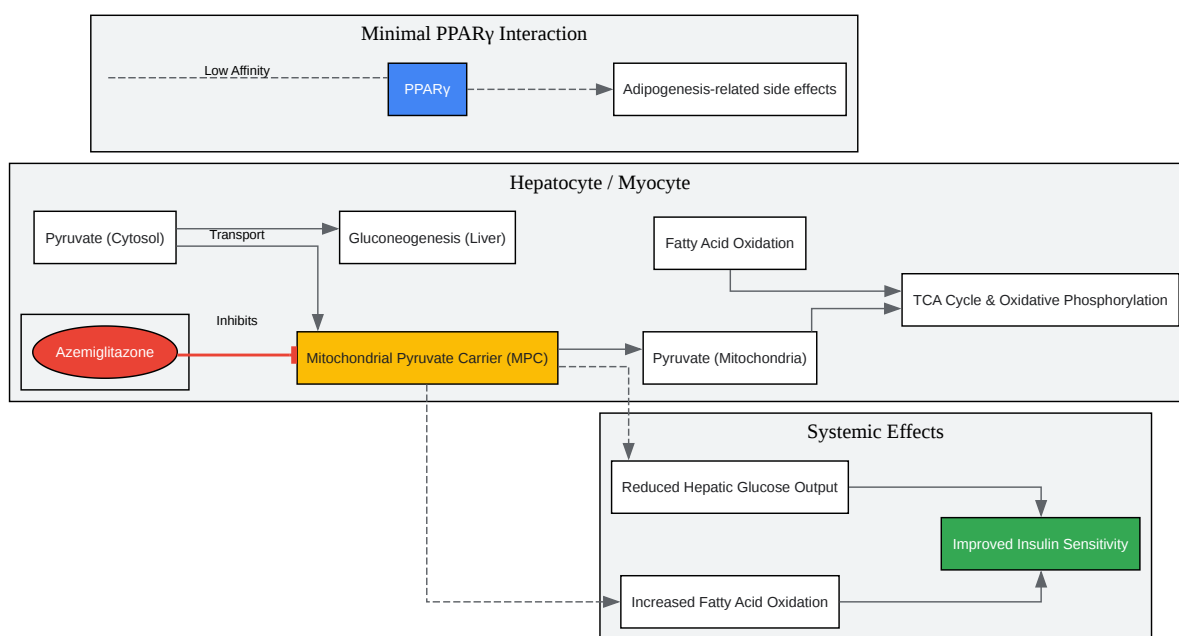 Minimal PPARγ Interaction
Low Affinity
PPARγ
Adipogenesis-related side effects
Hepatocyte / Myocyte
Pyruvate (Cytosol)
Transport
Gluconeogenesis (Liver)
Fatty Acid Oxidation
TCA Cycle & Oxidative Phosphorylation
Azemiglitazone
Inhibits
Mitochondrial Pyruvate Carrier (MPC)
Pyruvate (Mitochondria)
Systemic Effects
Reduced Hepatic Glucose Output
Improved Insulin Sensitivity
Increased Fatty Acid Oxidation